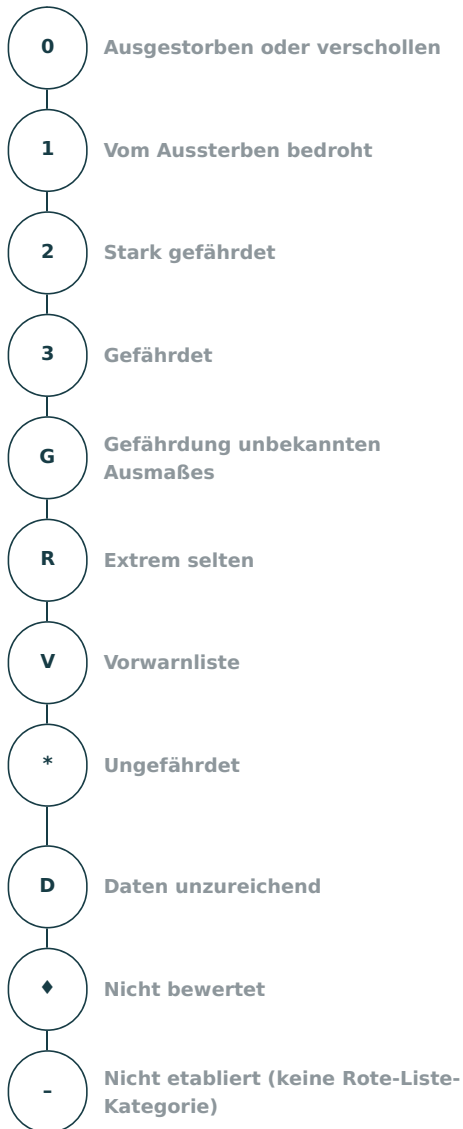 0 Ausgestorben oder verschollen
1 Vom Aussterben bedroht
2 Stark gefährdet
3 Gefährdet
G Gefährdung unbekannten
Ausmaßes
R Extrem selten
V Vorwarnliste
* Ungefährdet
D Daten unzureichend
♦ Nicht bewertet
– Nicht etabliert (keine Rote-Liste-
Kategorie)